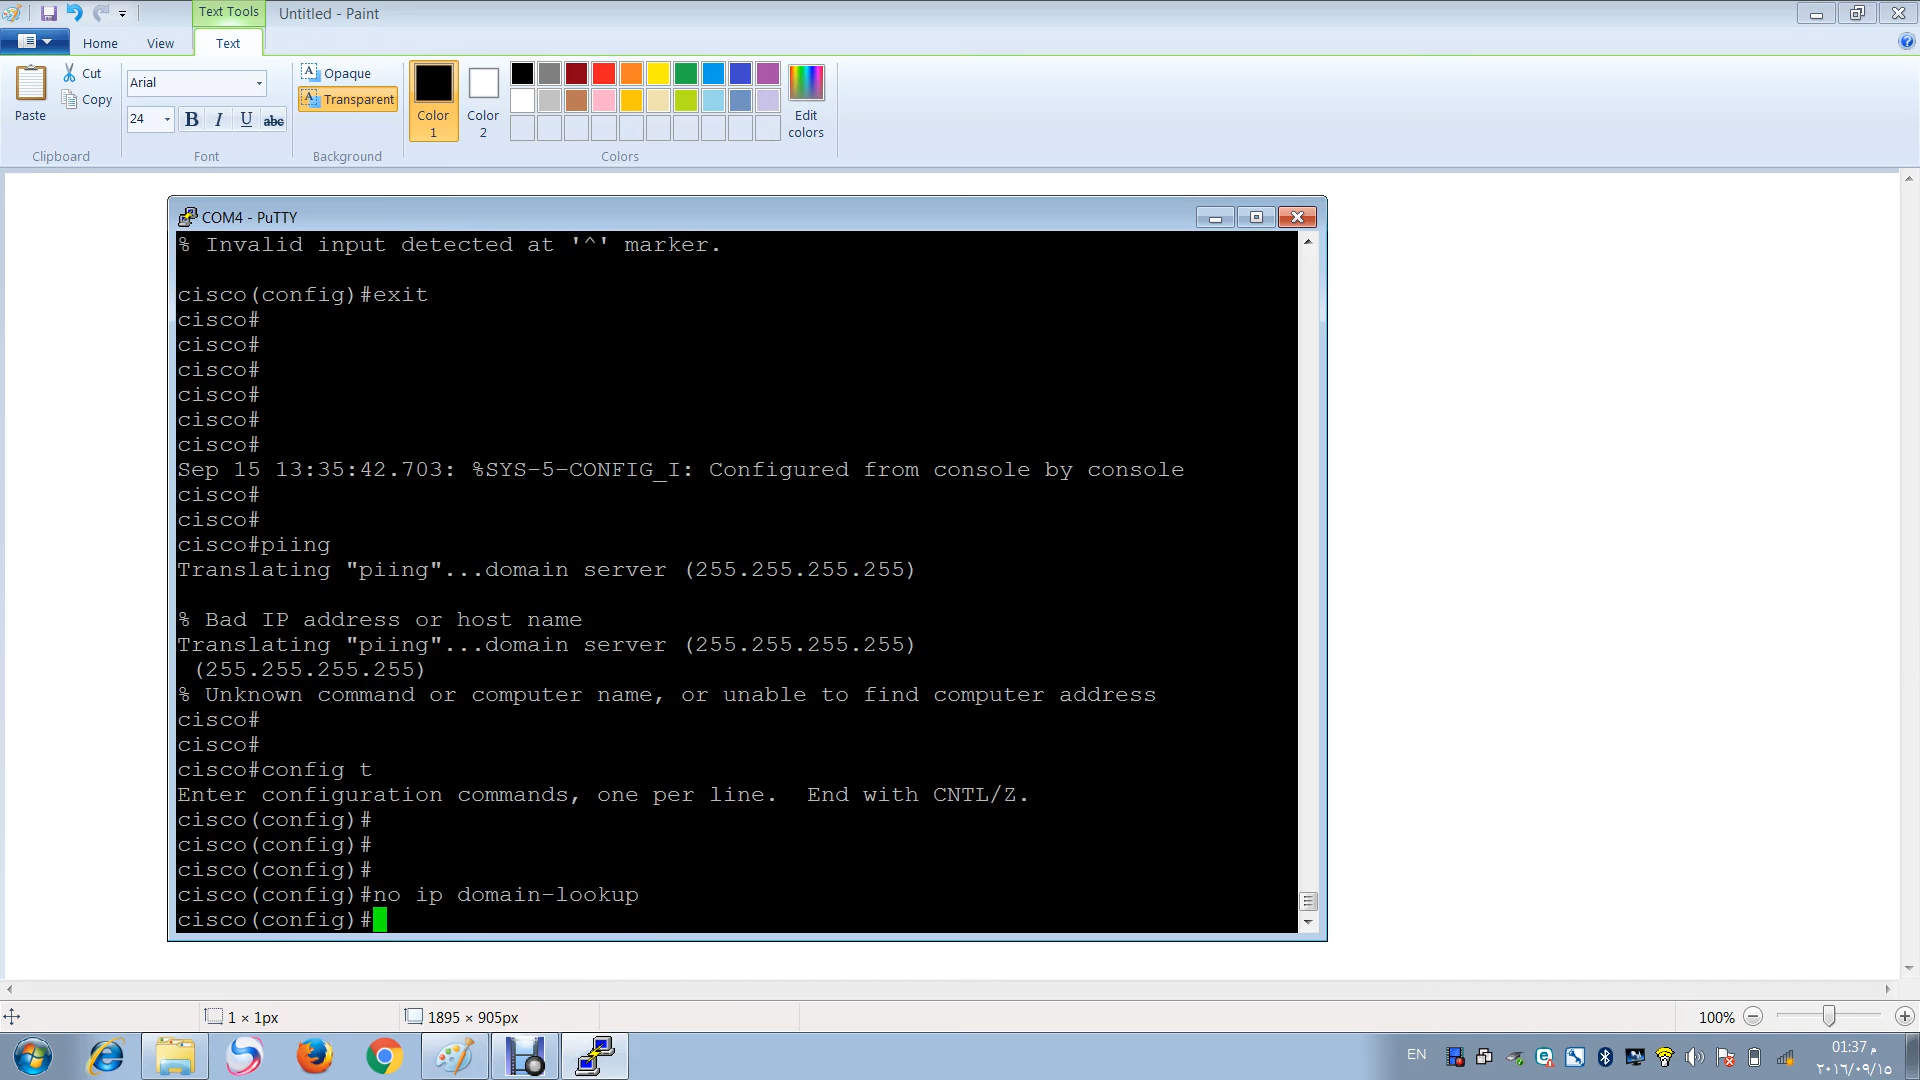 Text Tools
Untitled - Paint
Home
View
Text
Paste
Cut
Copy
Clipboard
Arial
24
B I U abc
Font
A Opaque
A Transparent
Background
Color 1
Color 2
Edit colors
Colors
COM4 - PuTTY
% Invalid input detected at '^' marker.
cisco(config)#exit
cisco#
cisco#
cisco#
cisco#
cisco#
cisco#
Sep 15 13:35:42.703: %SYS-5-CONFIG_I: Configured from console by console
cisco#
cisco#
cisco#piing
Translating "piing"...domain server (255.255.255.255)
% Bad IP address or host name
Translating "piing"...domain server (255.255.255.255)
(255.255.255.255)
% Unknown command or computer name, or unable to find computer address
cisco#
cisco#
cisco#config t
Enter configuration commands, one per line.  End with CNTL/Z.
cisco(config)#
cisco(config)#
cisco(config)#
cisco(config)#no ip domain-lookup
cisco(config)#
1 × 1px
1895 × 905px
100%
EN
01:37 م
٢٠١٦/٠٩/١٥